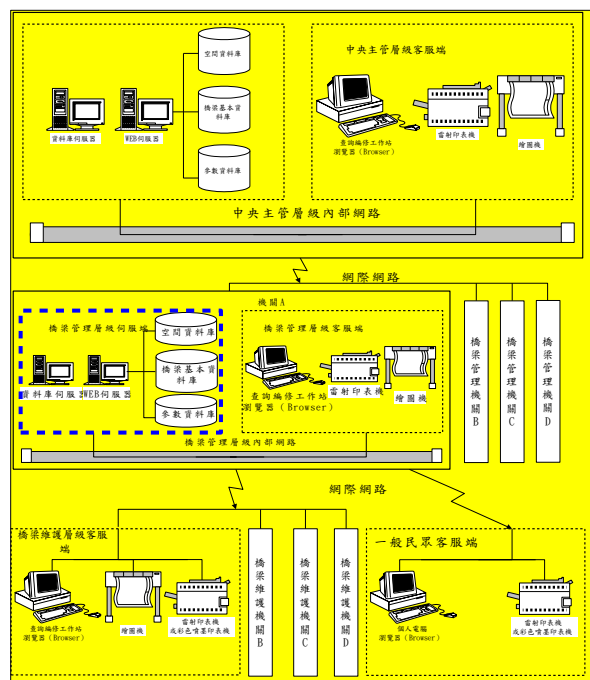 空間資料庫
橋梁基本資
料庫
參數資料庫
資料庫伺服器
WEB伺服器
中央主管層級客服端
查詢編修工作站
瀏覽器(Browser)
雷射印表機
繪圖機
中央主管層級內部網路
網際網路
機關A
橋梁管理層級伺服端
空間資料庫
橋梁基本資
料庫
參數資料庫
資料庫伺服器
WEB伺服器
橋梁管理層級客服端
查詢編修工作站
瀏覽器(Browser)
雷射印表機
繪圖機
橋梁管理層級內部網路
橋梁管理機關B
橋梁管理機關C
橋梁管理機關D
網際網路
橋梁維護層級客服
端
查詢編修工作站
瀏覽器(Browser)
繪圖機
雷射印表機
或彩色噴墨印表機
橋梁維護機關B
橋梁維護機關C
橋梁維護機關D
一般民眾客服端
個人電腦
瀏覽器(Browser)
雷射印表機
或彩色噴墨印表機